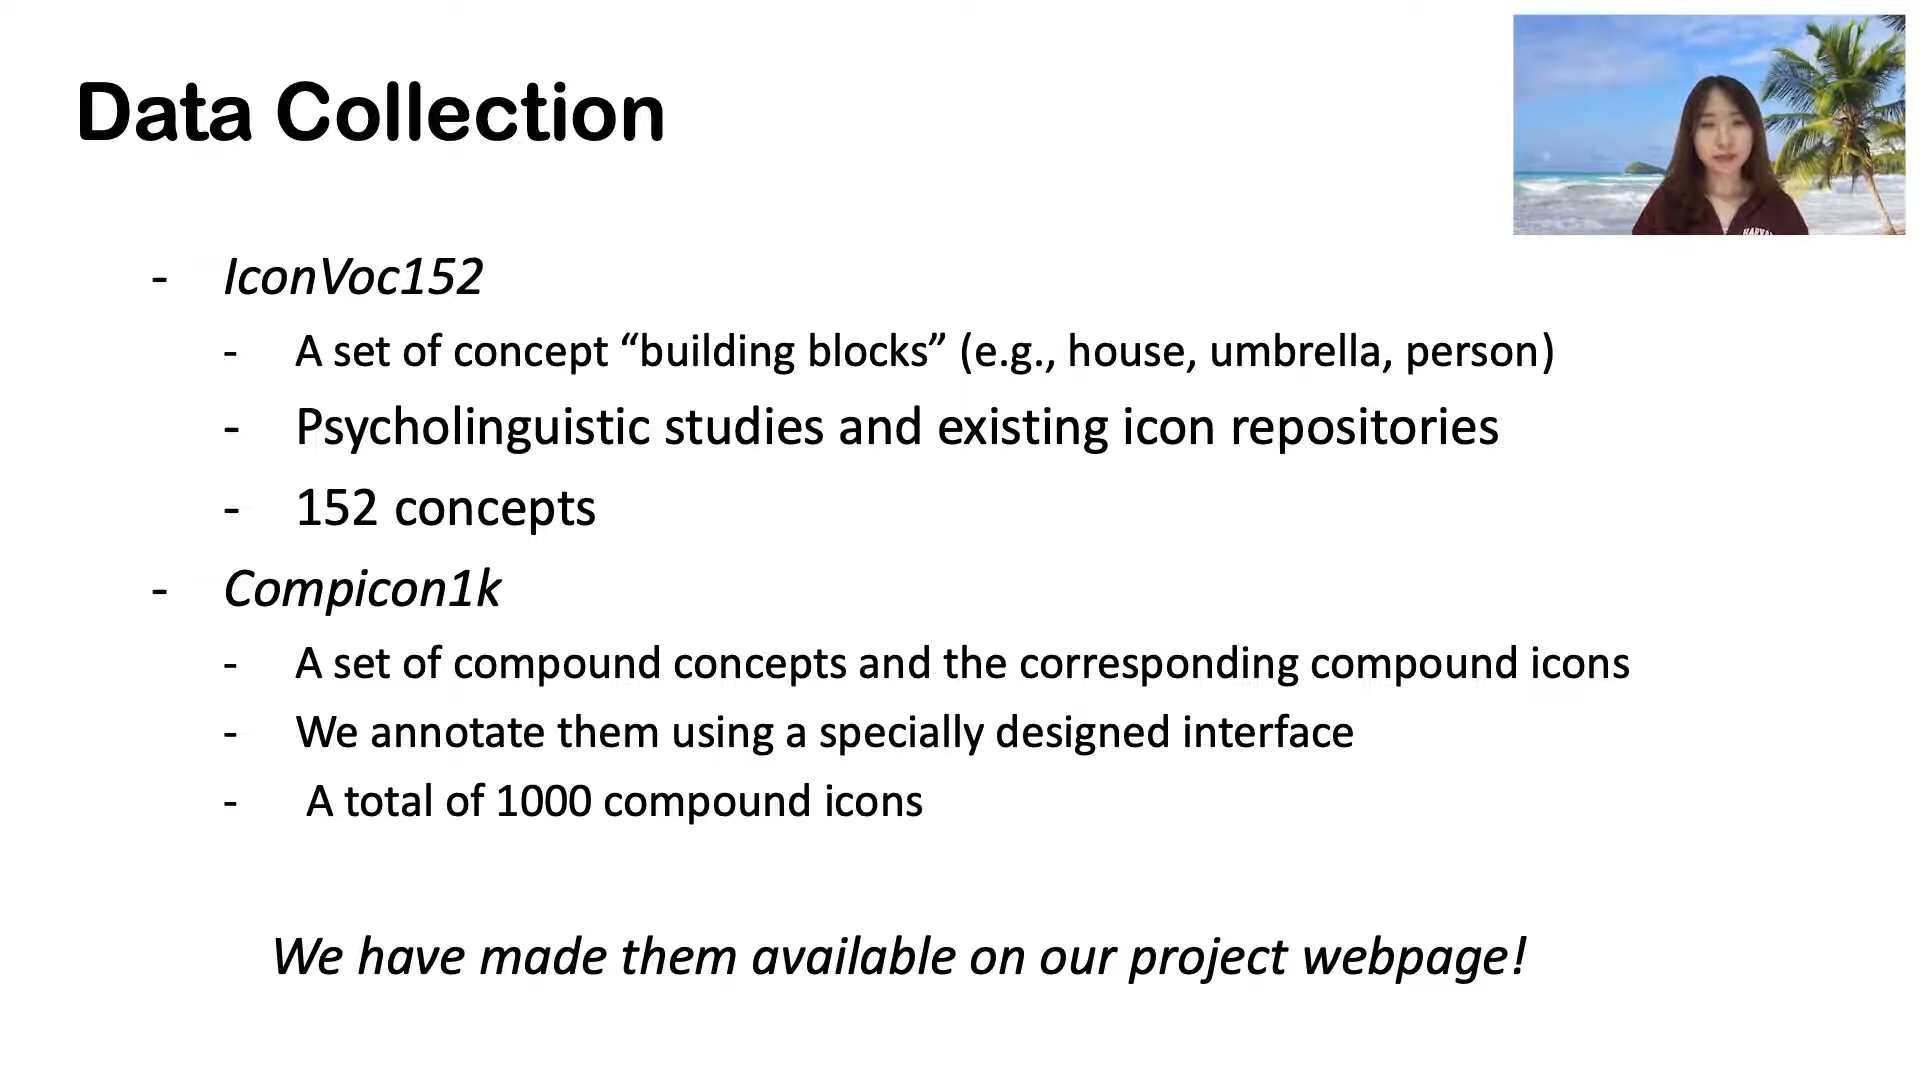 Data Collection
- IconVoc152
- A set of concept “building blocks” (e.g., house, umbrella, person)
- Psycholinguistic studies and existing icon repositories
- 152 concepts
- Compicon1k
- A set of compound concepts and the corresponding compound icons
- We annotate them using a specially designed interface
- A total of 1000 compound icons
We have made them available on our project webpage!